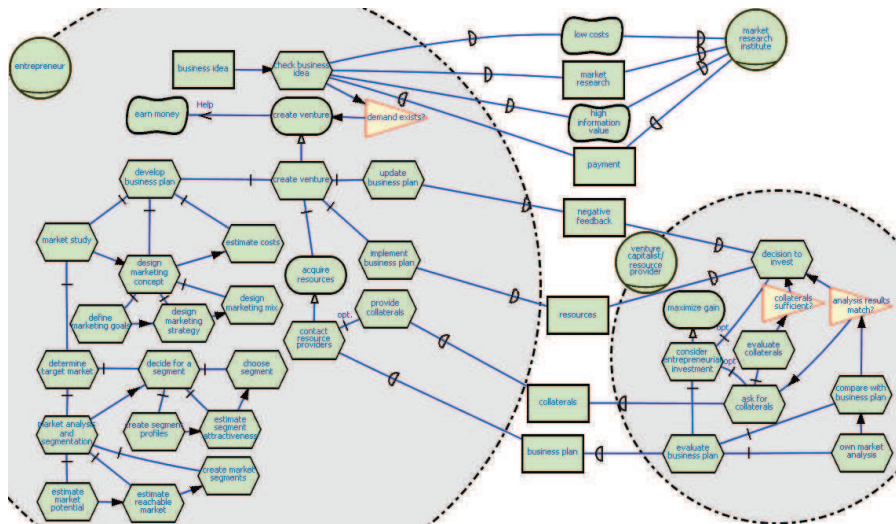 entrepreneur
business idea
check business
idea
low costs
market
research
institute
market
research
high
information
value
payment
earn money
Help
create venture
demand exists?
develop
business plan
create venture
update
business plan
negative
feedback
market study
estimate costs
design
marketing
concept
acquire
resources
implement
business plan
venture
capitalist/
resource
provider
decision to
invest
define
marketing goals
design
marketing
strategy
design
marketing mix
contact
resource
providers
opt.
provide
collaterals
resources
maximize gain
collaterals
sufficient?
analysis results
match?
opt.
determine
target market
decide for a
segment
choose
segment
consider
entrepreneurial
investment
opt.
evaluate
collaterals
collaterals
ask for
collaterals
compare with
business plan
market analysis
and
segmentation
create segment
profiles
estimate
segment
attractiveness
business plan
evaluate
business plan
own market
analysis
create market
segments
estimate
market
potential
estimate
reachable
market